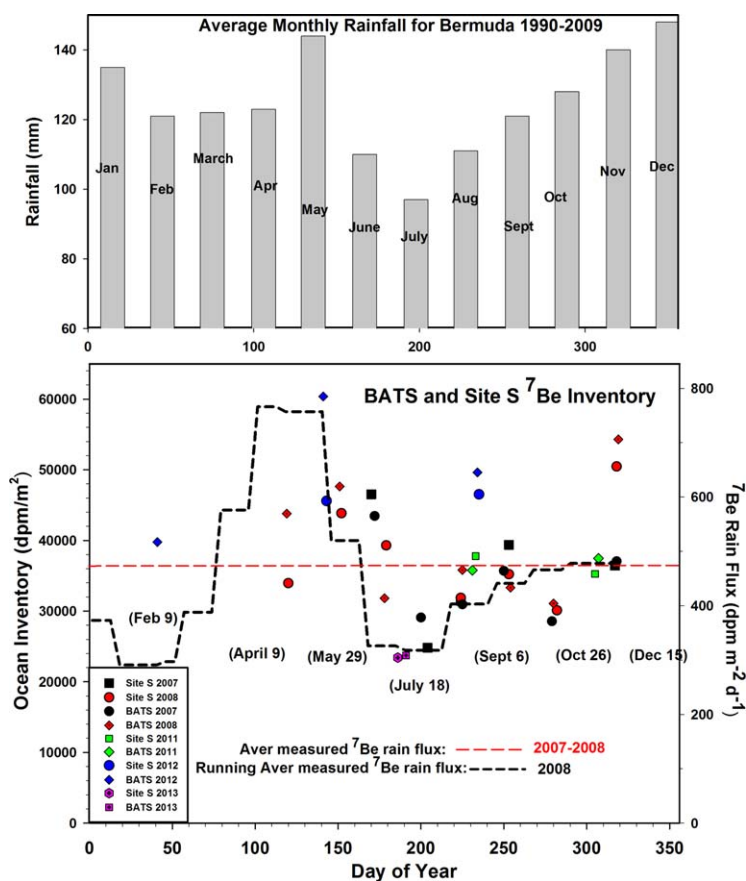 Average Monthly Rainfall for Bermuda 1990-2009
140
120
100
80
60
Rainfall (mm)
Jan
Feb
March
Apr
May
June
July
Aug
Sept
Oct
Nov
Dec
0 100 200 300
BATS and Site S ⁷Be Inventory
60000
50000
40000
30000
20000
10000
0
Ocean Inventory (dpm/m²)
800
600
400
200
0
⁷Be Rain Flux (dpm m⁻² d⁻¹)
(Feb 9)
(April 9)
(May 29)
(July 18)
(Sept 6)
(Oct 26)
(Dec 15)
Site S 2007
Site S 2008
BATS 2007
BATS 2008
Site S 2011
BATS 2011
Site S 2012
BATS 2012
Site S 2013
BATS 2013
Aver measured ⁷Be rain flux: 2007-2008
Running Aver measured ⁷Be rain flux: 2008
0 50 100 150 200 250 300 350
Day of Year